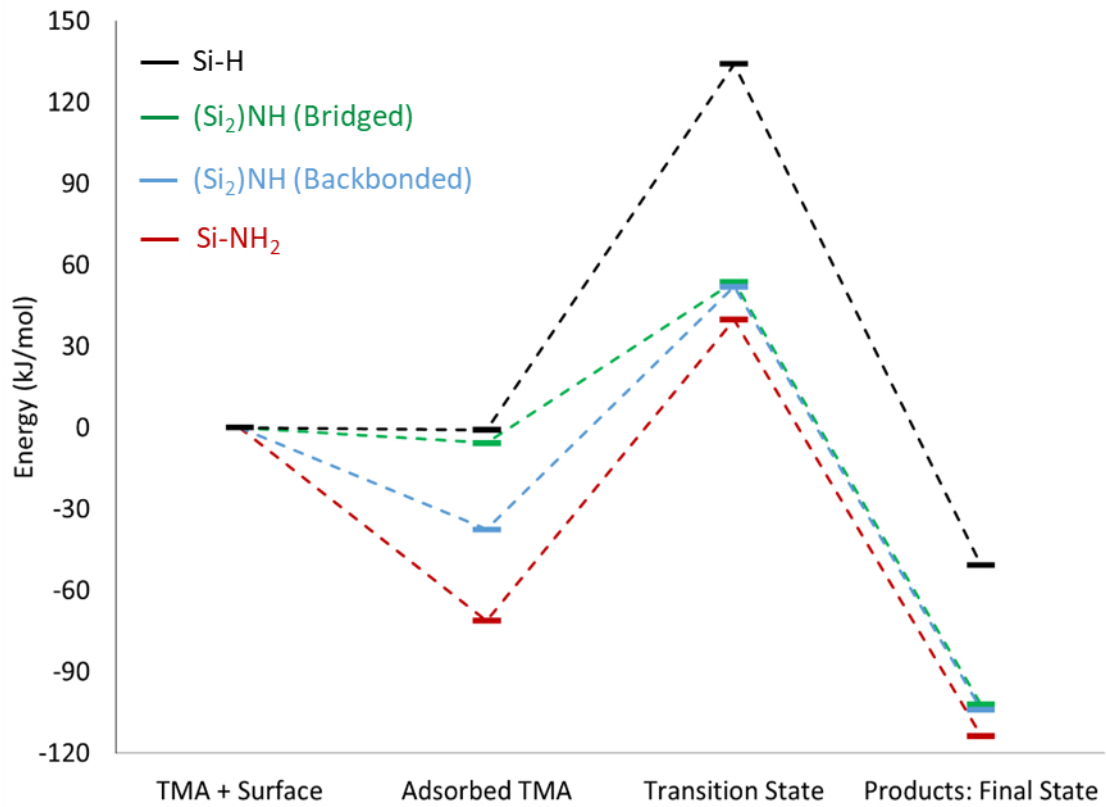 150
120
90
60
30
0
-30
-60
-90
-120
Energy (kJ/mol)
Si-H
(Si₂)NH (Bridged)
(Si₂)NH (Backbonded)
Si-NH₂
TMA + Surface
Adsorbed TMA
Transition State
Products: Final State